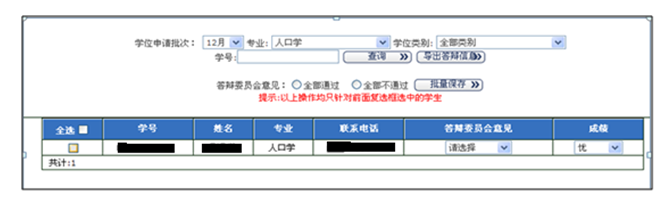 学位申请批次： 12月 专业： 人口学 学位类别： 全部类别
学号： 查询 导出答辩信息
答辩委员会意见： 全部通过 全部不通过 批量保存
提示:以上操作均只针对前面复选框选中的学生
全选 学号 姓名 专业 联系电话 答辩委员会意见 成绩
人口学 请选择 优
共计:1